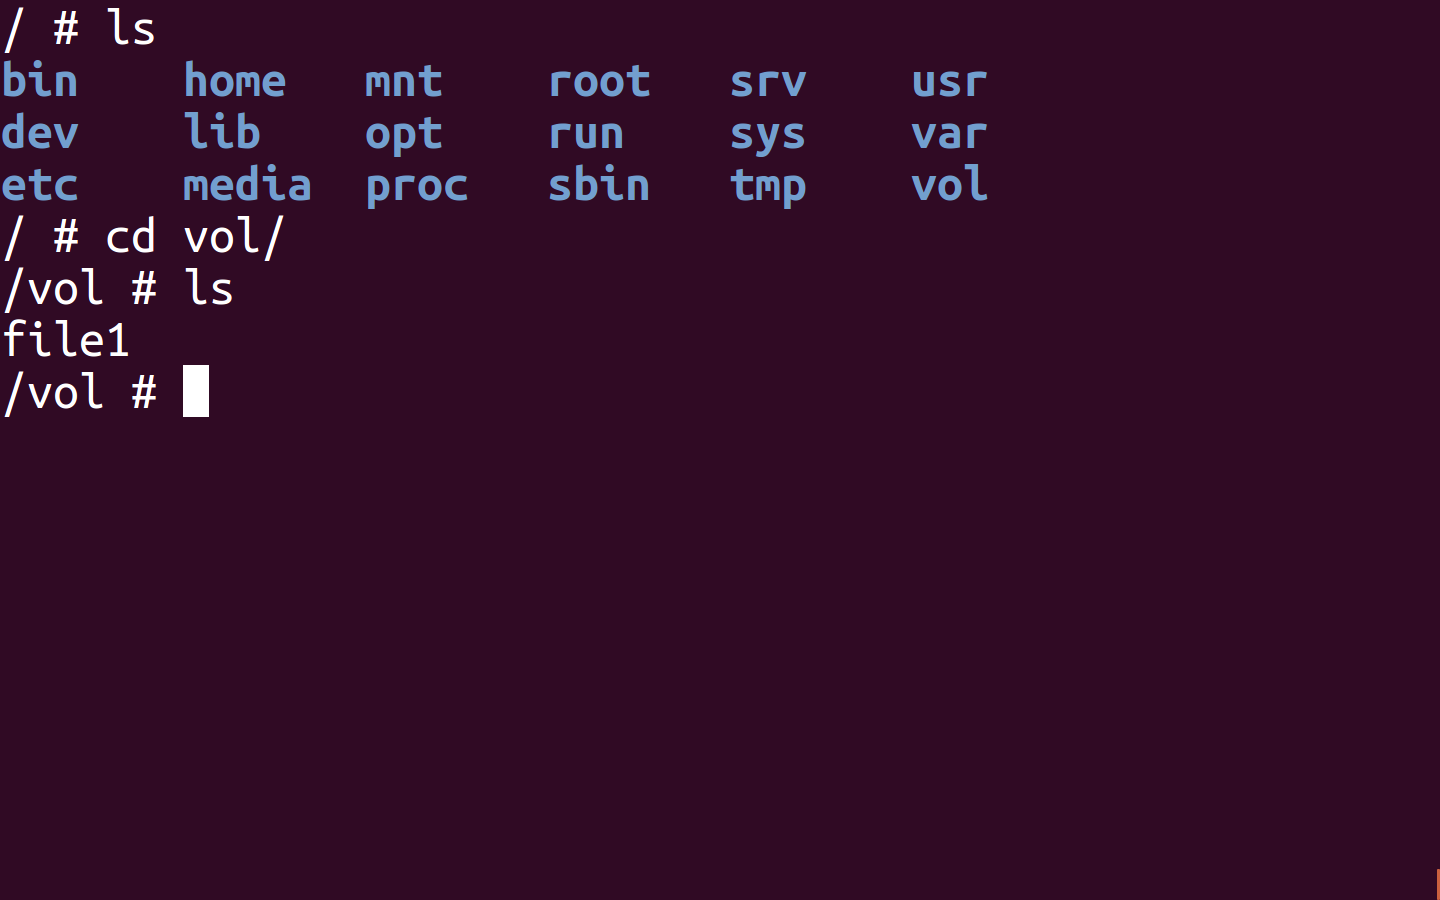 / # ls
bin    home   mnt    root   srv    usr
dev    lib    opt    run    sys    var
etc    media  proc   sbin   tmp    vol
/ # cd vol/
/vol # ls
file1
/vol #